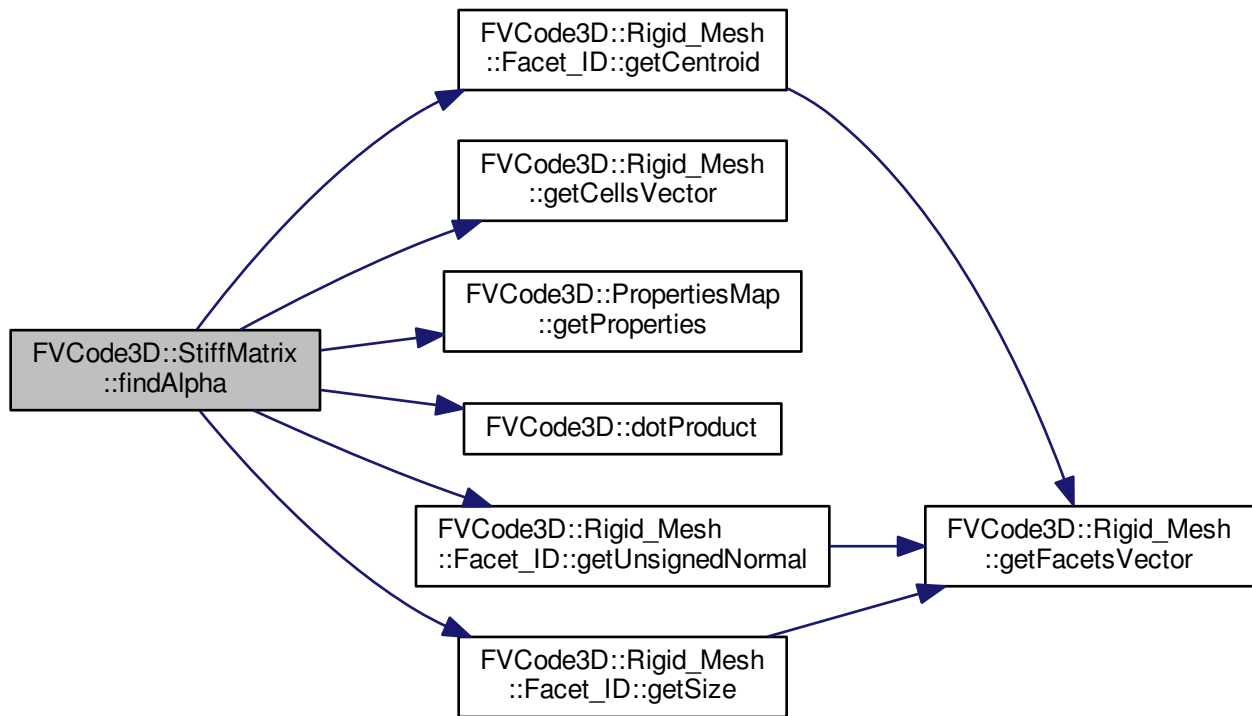 FVCode3D::Rigid_Mesh
::Facet_ID::getCentroid
FVCode3D::Rigid_Mesh
::getCellsVector
FVCode3D::PropertiesMap
::getProperties
FVCode3D::StiffMatrix
::findAlpha
FVCode3D::dotProduct
FVCode3D::Rigid_Mesh
::Facet_ID::getUnsignedNormal
FVCode3D::Rigid_Mesh
::getFacetsVector
FVCode3D::Rigid_Mesh
::Facet_ID::getSize